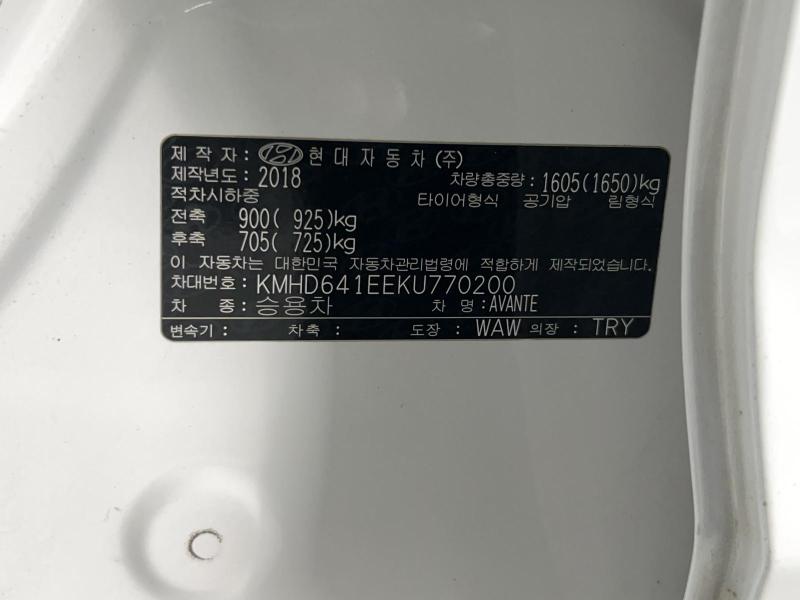 제 작 자 : 현대자동차 (주)
제작년도 : 2018 차량총중량 : 1605(1650)kg
적차시하중 타이어형식 공기압 림형식
전축 900( 925)kg
후축 705( 725)kg
이 자동차는 대한민국 자동차관리법령에 적합하게 제작되었습니다.
차대번호 : KMHD641EEKU770200
차 종 : 승용차 차 명 : AVANTE
변속기 : 차축 : 도장 : WAW 의장 : TRY